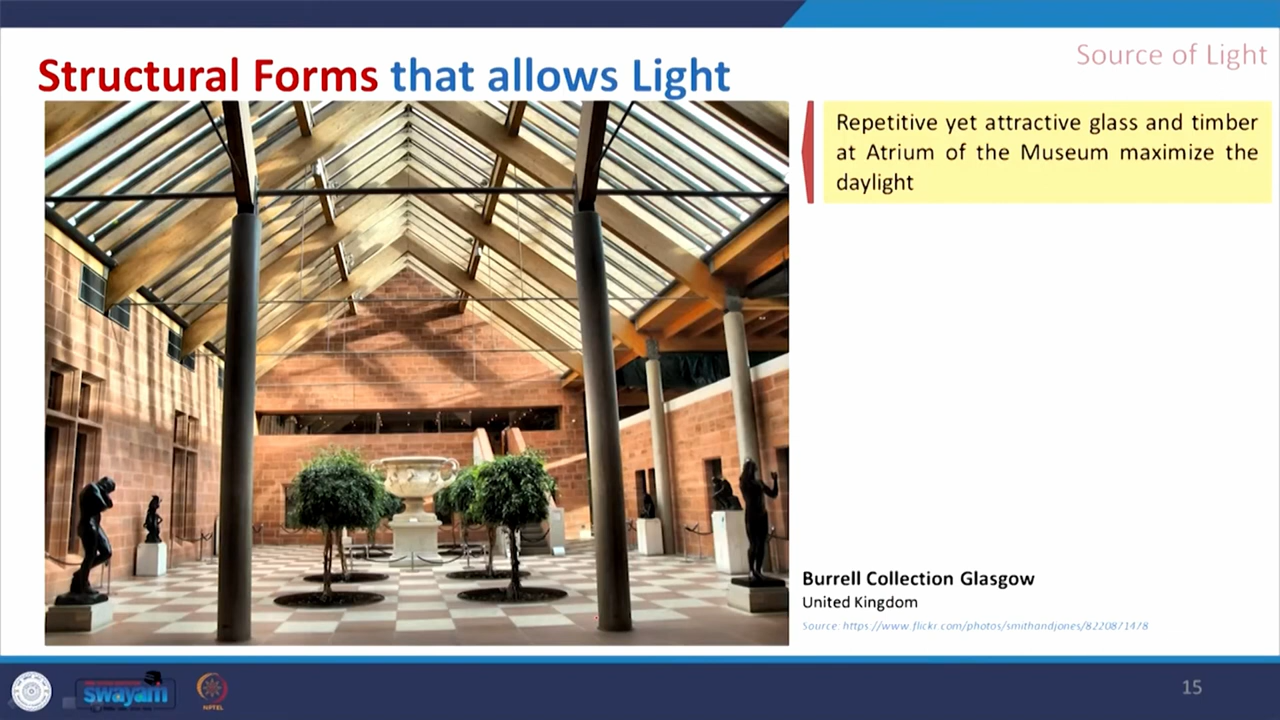 Source of Light
Structural Forms that allows Light
Repetitive yet attractive glass and timber
at Atrium of the Museum maximize the
daylight
Burrell Collection Glasgow
United Kingdom
Source: https://www.flickr.com/photos/smithandjones/8220871478
swayam
NPTEL
15